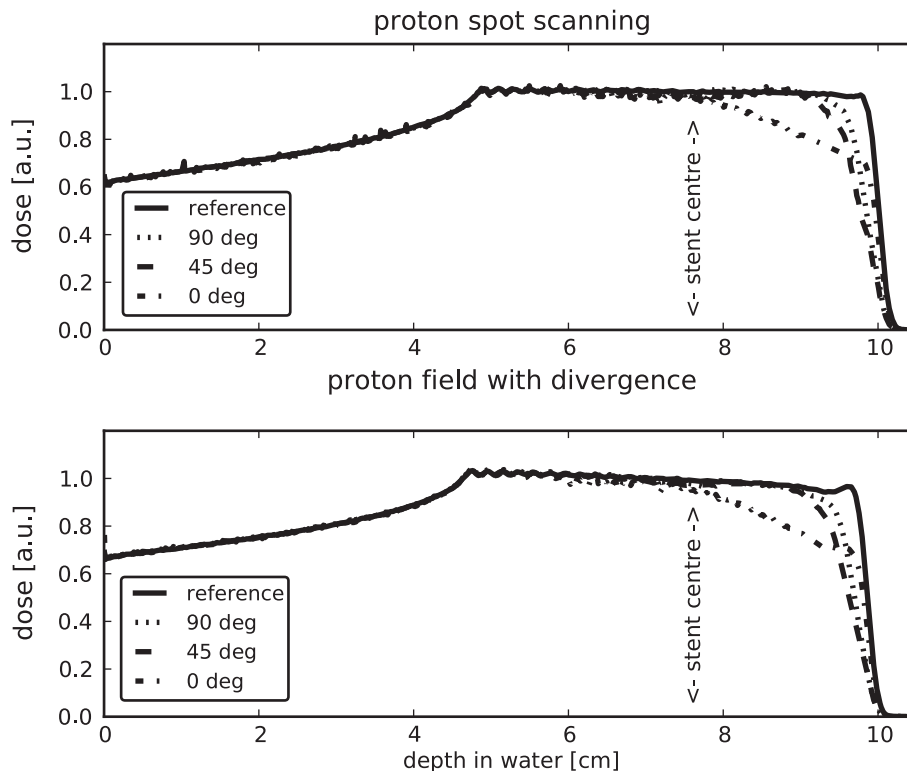 proton spot scanning
dose [a.u.]
1.0
0.8
0.6
0.4
0.2
0.0
reference
90 deg
45 deg
0 deg
<- stent centre ->
0 2 4 6 8 10
proton field with divergence
dose [a.u.]
1.0
0.8
0.6
0.4
0.2
0.0
reference
90 deg
45 deg
0 deg
<- stent centre ->
0 2 4 6 8 10
depth in water [cm]